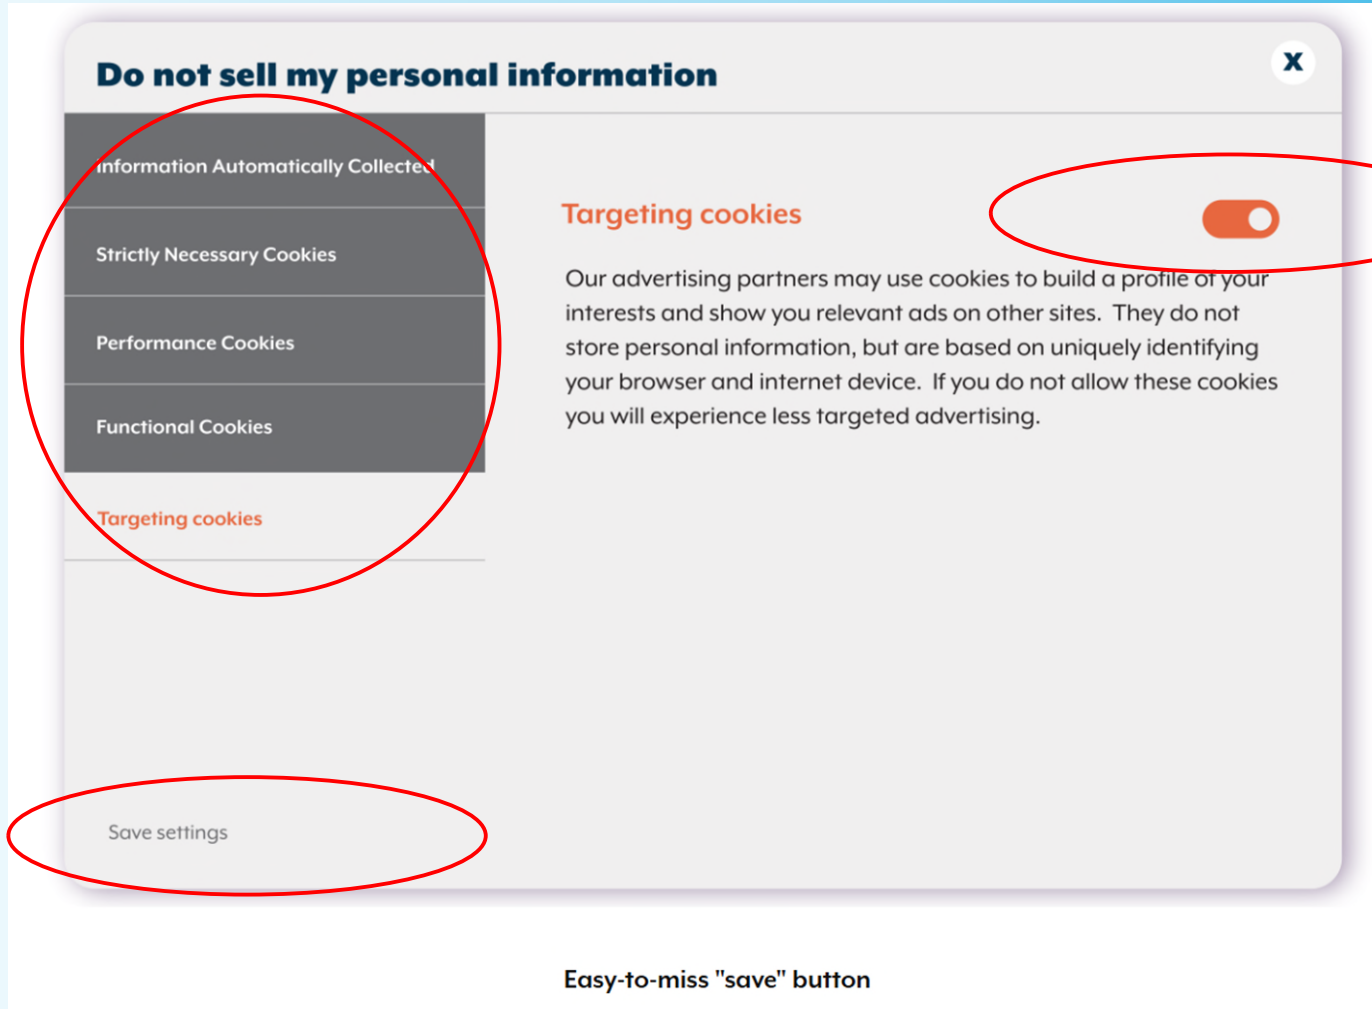 Do not sell my personal information
X
Information Automatically Collected
Strictly Necessary Cookies
Performance Cookies
Functional Cookies
Targeting cookies
Save settings
Targeting cookies
Our advertising partners may use cookies to build a profile of your
interests and show you relevant ads on other sites. They do not
store personal information, but are based on uniquely identifying
your browser and internet device. If you do not allow these cookies
you will experience less targeted advertising.
Easy-to-miss "save" button